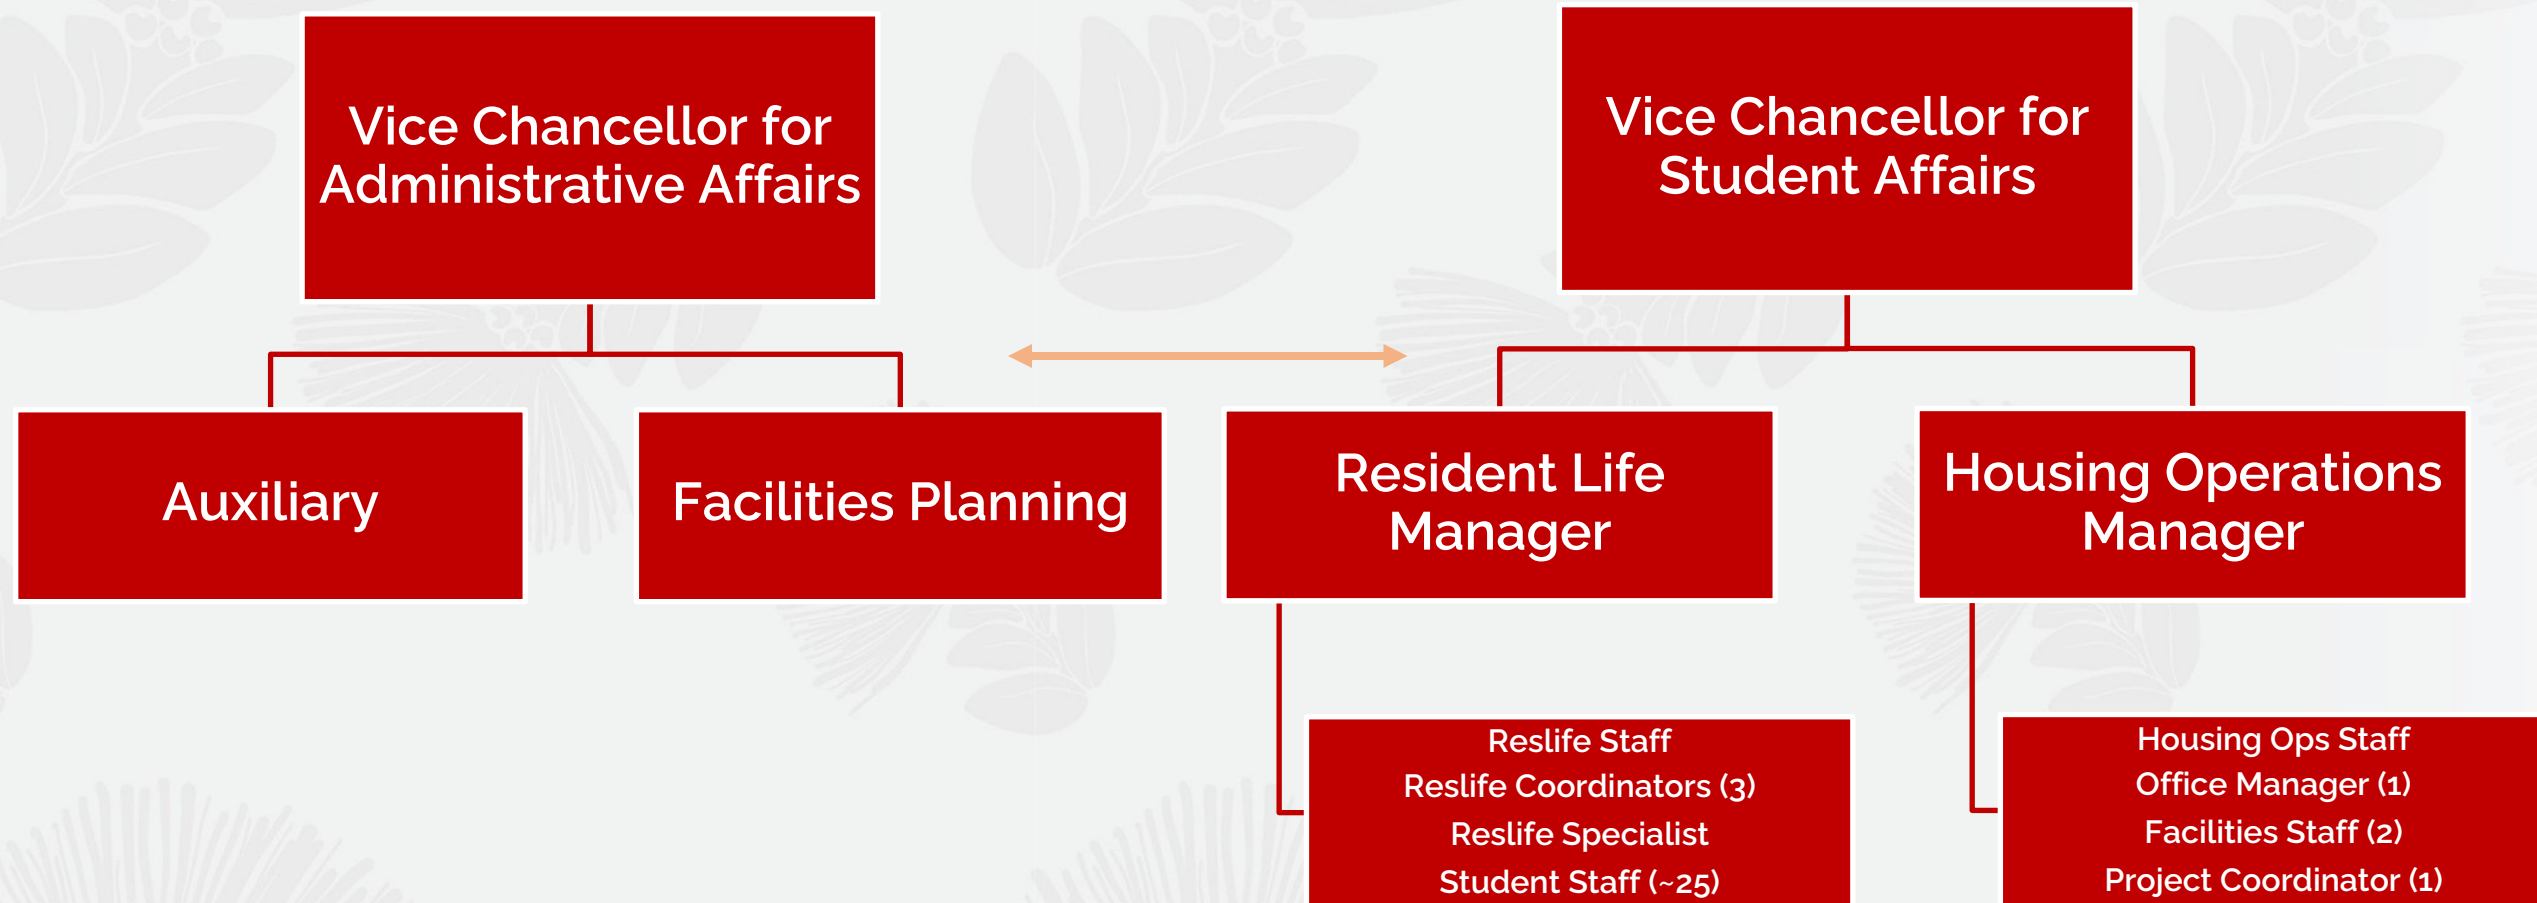 Vice Chancellor for
Administrative Affairs
Vice Chancellor for
Student Affairs
Auxiliary
Facilities Planning
Resident Life
Manager
Housing Operations
Manager
Reslife Staff
Reslife Coordinators (3)
Reslife Specialist
Student Staff (~25)
Housing Ops Staff
Office Manager (1)
Facilities Staff (2)
Project Coordinator (1)